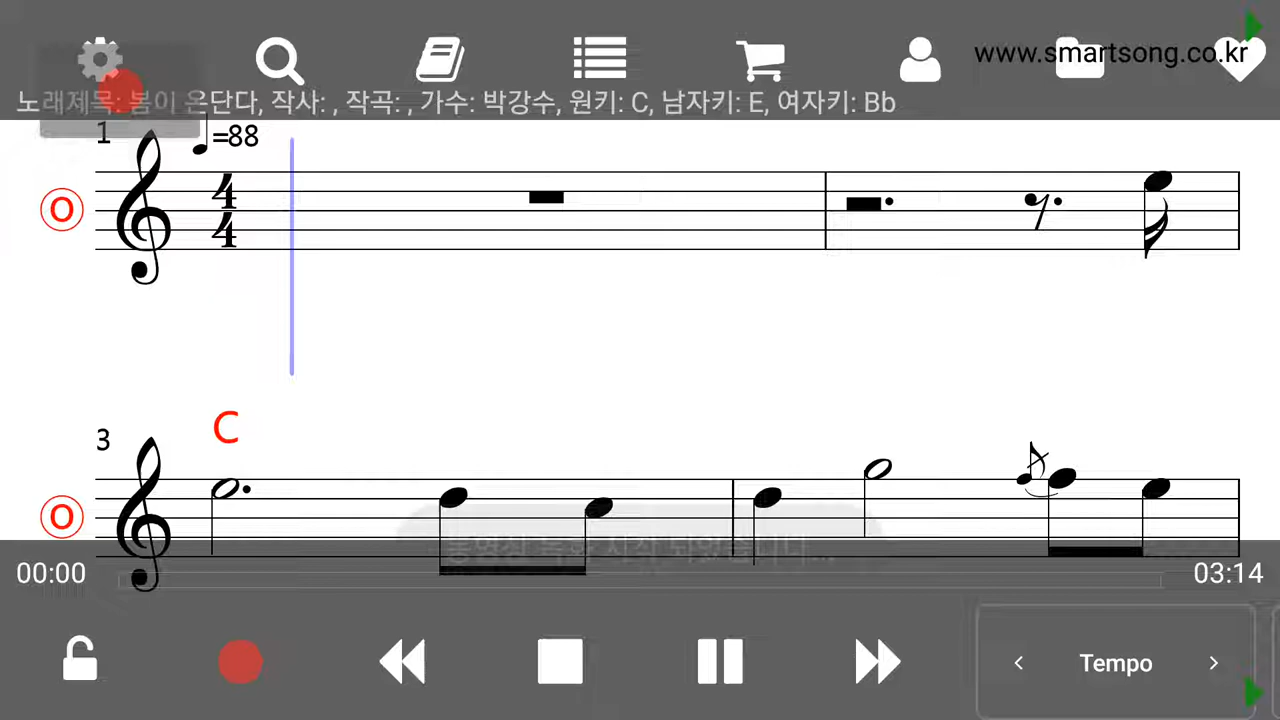 www.smartsong.co.kr
노래제목: 봄이 온단다, 작사: , 작곡: , 가수: 박강수, 원키: C, 남자키: E, 여자키: Bb
1
=88
4
4
O
C
3
O
00:00
03:14
< Tempo >